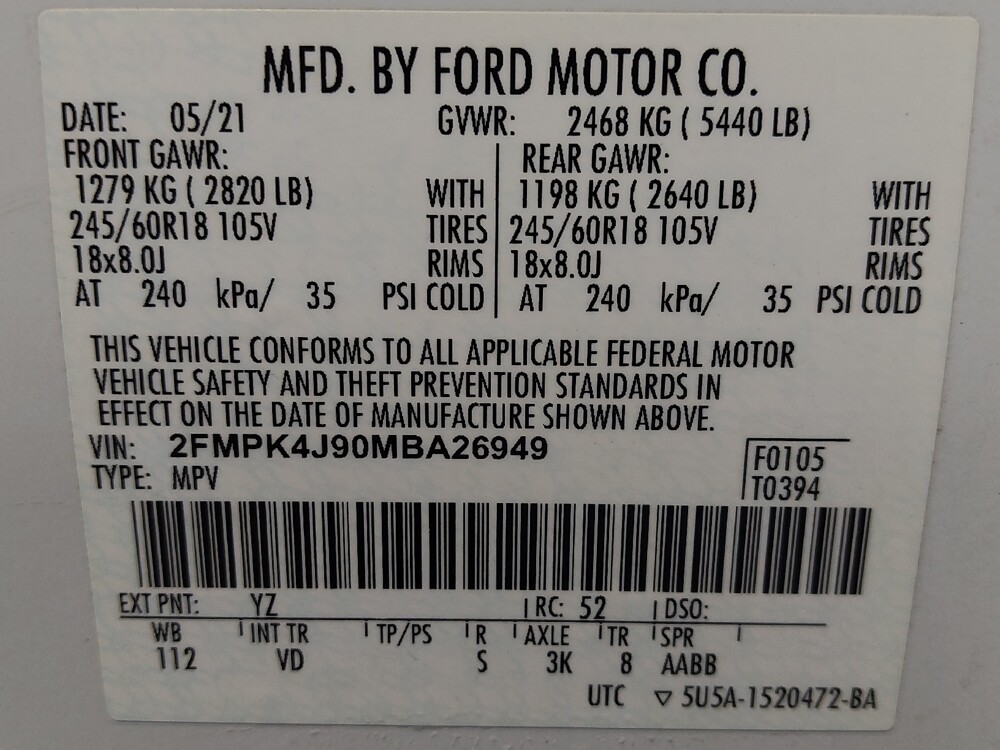 MFD. BY FORD MOTOR CO.
DATE: 05/21 GVWR: 2468 KG ( 5440 LB)
FRONT GAWR: REAR GAWR:
1279 KG ( 2820 LB) WITH 1198 KG ( 2640 LB) WITH
245/60R18 105V TIRES 245/60R18 105V TIRES
18x8.0J RIMS 18x8.0J RIMS
AT 240 kPa/ 35 PSI COLD AT 240 kPa/ 35 PSI COLD
THIS VEHICLE CONFORMS TO ALL APPLICABLE FEDERAL MOTOR
VEHICLE SAFETY AND THEFT PREVENTION STANDARDS IN
EFFECT ON THE DATE OF MANUFACTURE SHOWN ABOVE.
VIN: 2FMPK4J90MBA26949 F0105
TYPE: MPV T0394
EXT PNT: YZ RC: 52 DSO:
WB INT TR TP/PS R AXLE TR SPR
112 VD S 3K 8 AABB
UTC ▽ 5U5A-1520472-BA